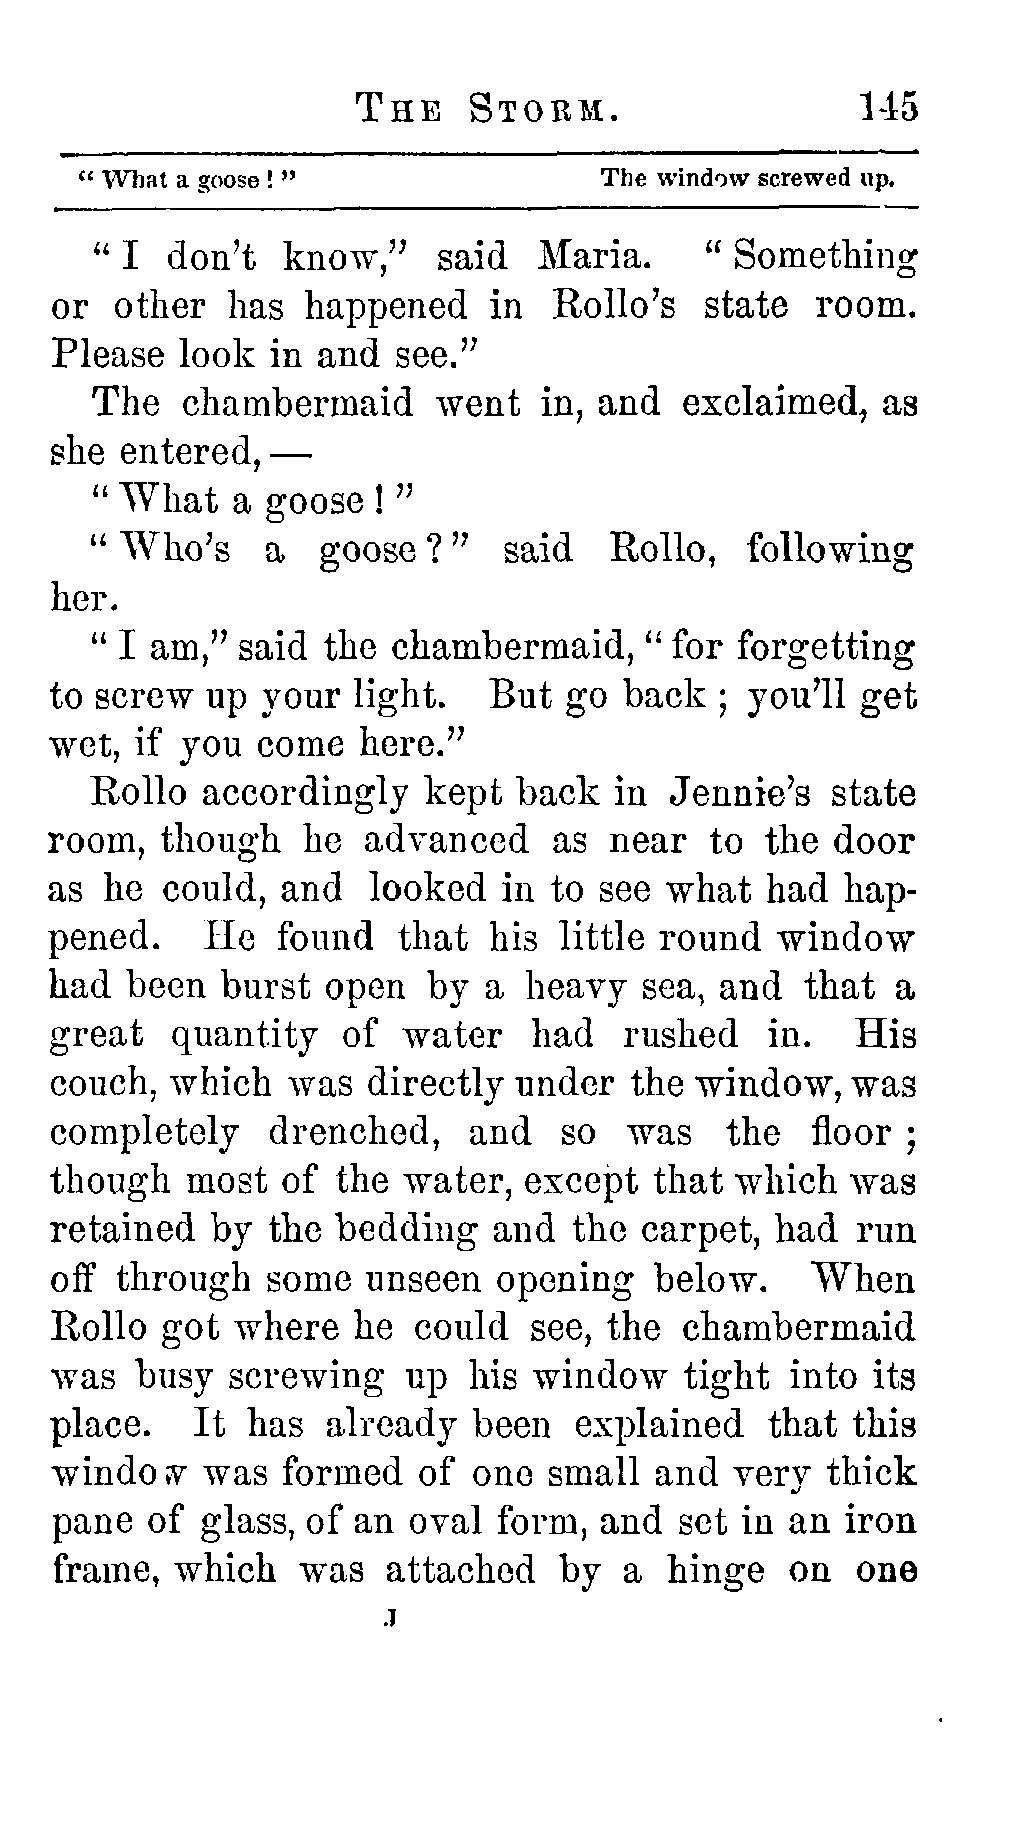 THE STORM. 145
“ What a goose ! ” The window screwed up.
“ I don’t know,” said Maria. “ Something
or other has happened in Rollo’s state room.
Please look in and see.”
The chambermaid went in, and exclaimed, as
she entered, —
“ What a goose ! ”
“ Who’s a goose ? ” said Rollo, following
her.
“ I am,” said the chambermaid, “ for forgetting
to screw up your light. But go back ; you’ll get
wet, if you come here.”
Rollo accordingly kept back in Jennie’s state
room, though he advanced as near to the door
as he could, and looked in to see what had hap-
pened. He found that his little round window
had been burst open by a heavy sea, and that a
great quantity of water had rushed in. His
couch, which was directly under the window, was
completely drenched, and so was the floor ;
though most of the water, except that which was
retained by the bedding and the carpet, had run
off through some unseen opening below. When
Rollo got where he could see, the chambermaid
was busy screwing up his window tight into its
place. It has already been explained that this
window was formed of one small and very thick
pane of glass, of an oval form, and set in an iron
frame, which was attached by a hinge on one
J